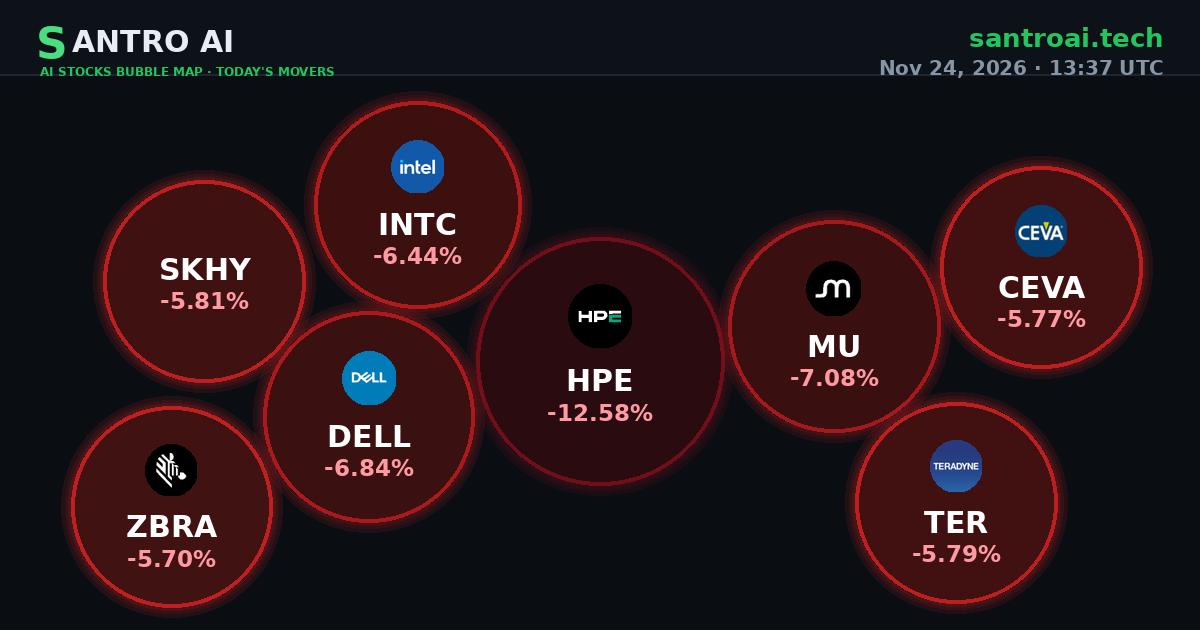 SANTRO AI
AI STOCKS BUBBLE MAP · TODAY'S MOVERS
santroai.tech
Nov 24, 2026 · 13:37 UTC
intel
INTC
-6.44%
SKHY
-5.81%
CEVA
CEVA
-5.77%
HPE
HPE
-12.58%
MU
-7.08%
DELL
DELL
-6.84%
ZBRA
-5.70%
TERADYNE
TER
-5.79%